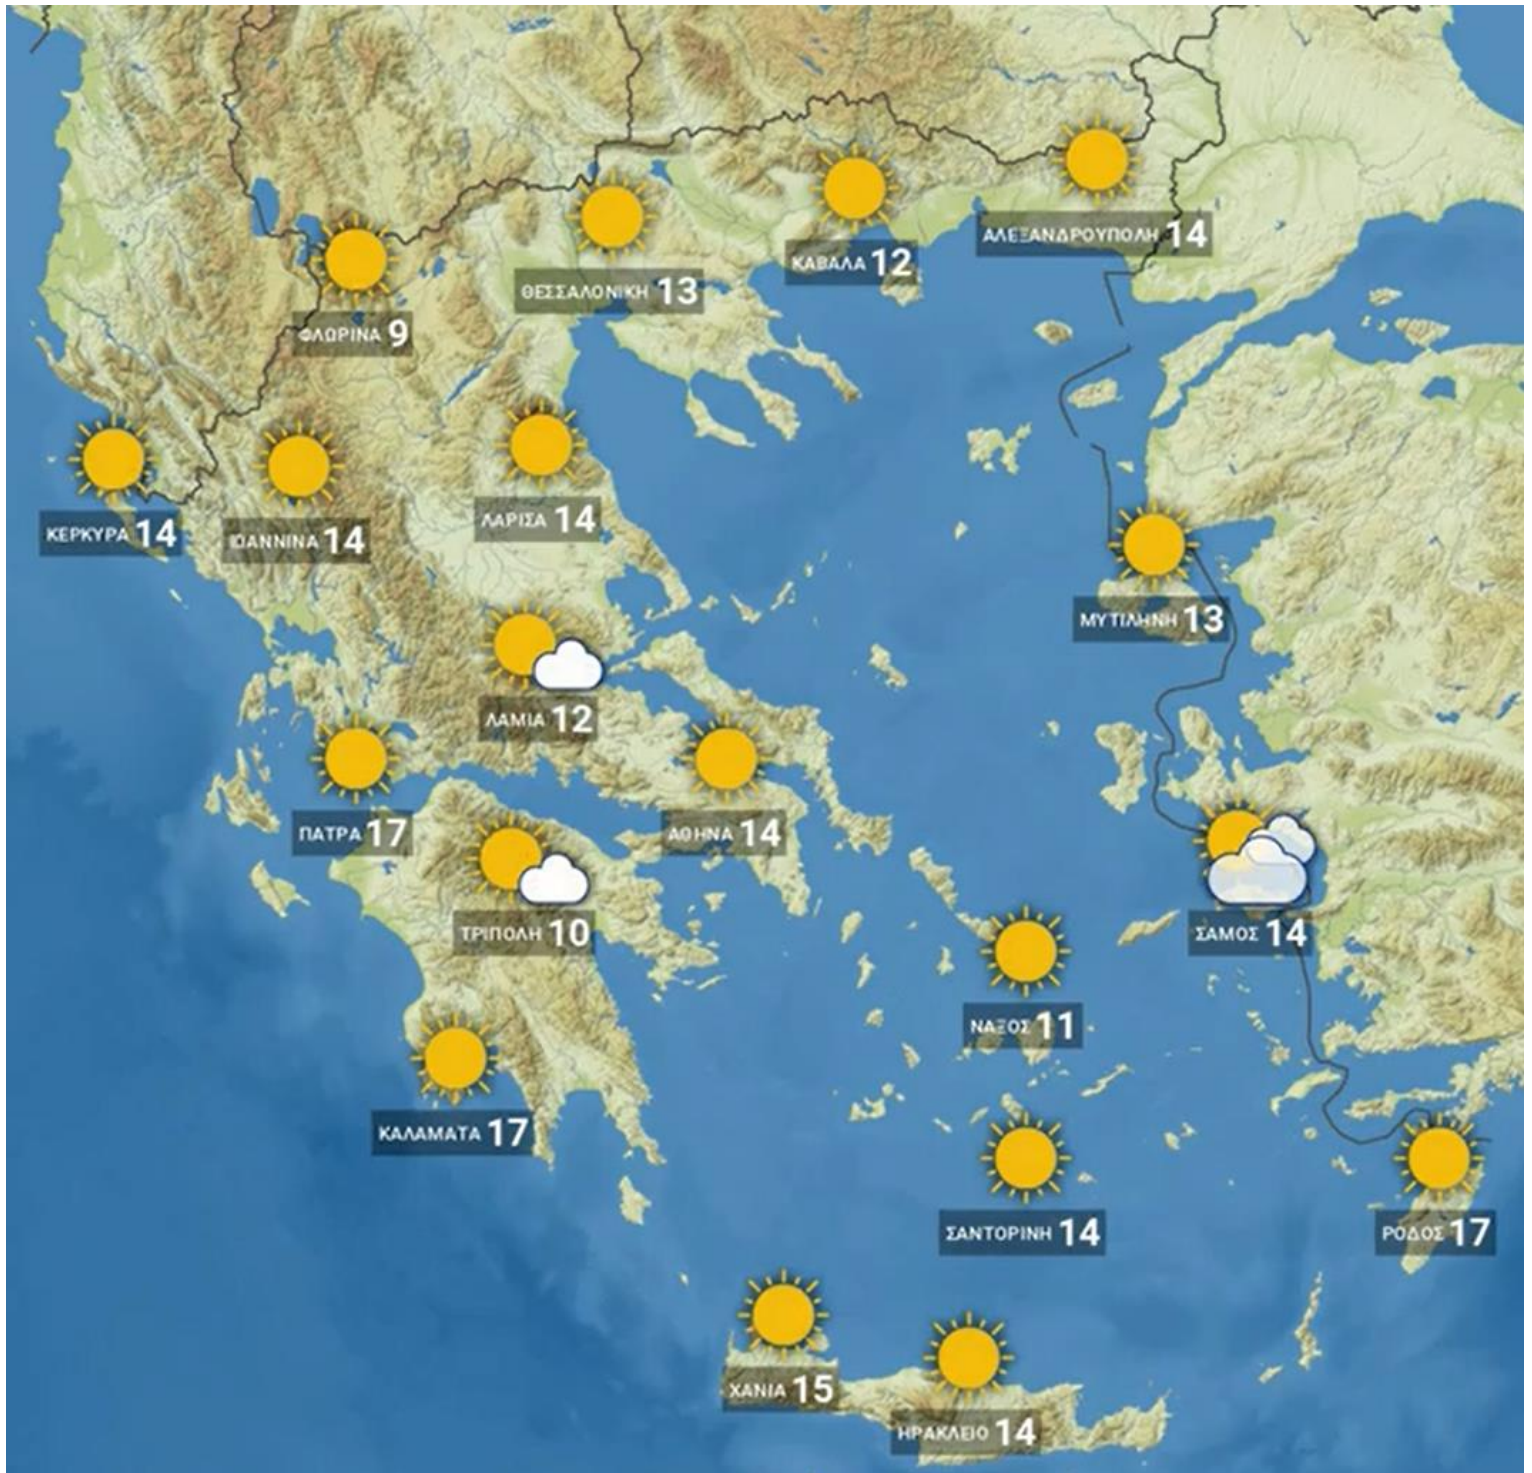 ΑΛΕΞΑΝΔΡΟΥΠΟΛΗ 14
ΚΑΒΑΛΑ 12
ΘΕΣΣΑΛΟΝΙΚΗ 13
ΦΛΩΡΙΝΑ 9
ΚΕΡΚΥΡΑ 14
ΙΩΑΝΝΙΝΑ 14
ΛΑΡΙΣΑ 14
ΜΥΤΙΛΗΝΗ 13
ΛΑΜΙΑ 12
ΠΑΤΡΑ 17
ΑΘΗΝΑ 14
ΤΡΙΠΟΛΗ 10
ΣΑΜΟΣ 14
ΝΑΞΟΣ 11
ΚΑΛΑΜΑΤΑ 17
ΣΑΝΤΟΡΙΝΗ 14
ΡΟΔΟΣ 17
ΧΑΝΙΑ 15
ΗΡΑΚΛΕΙΟ 14